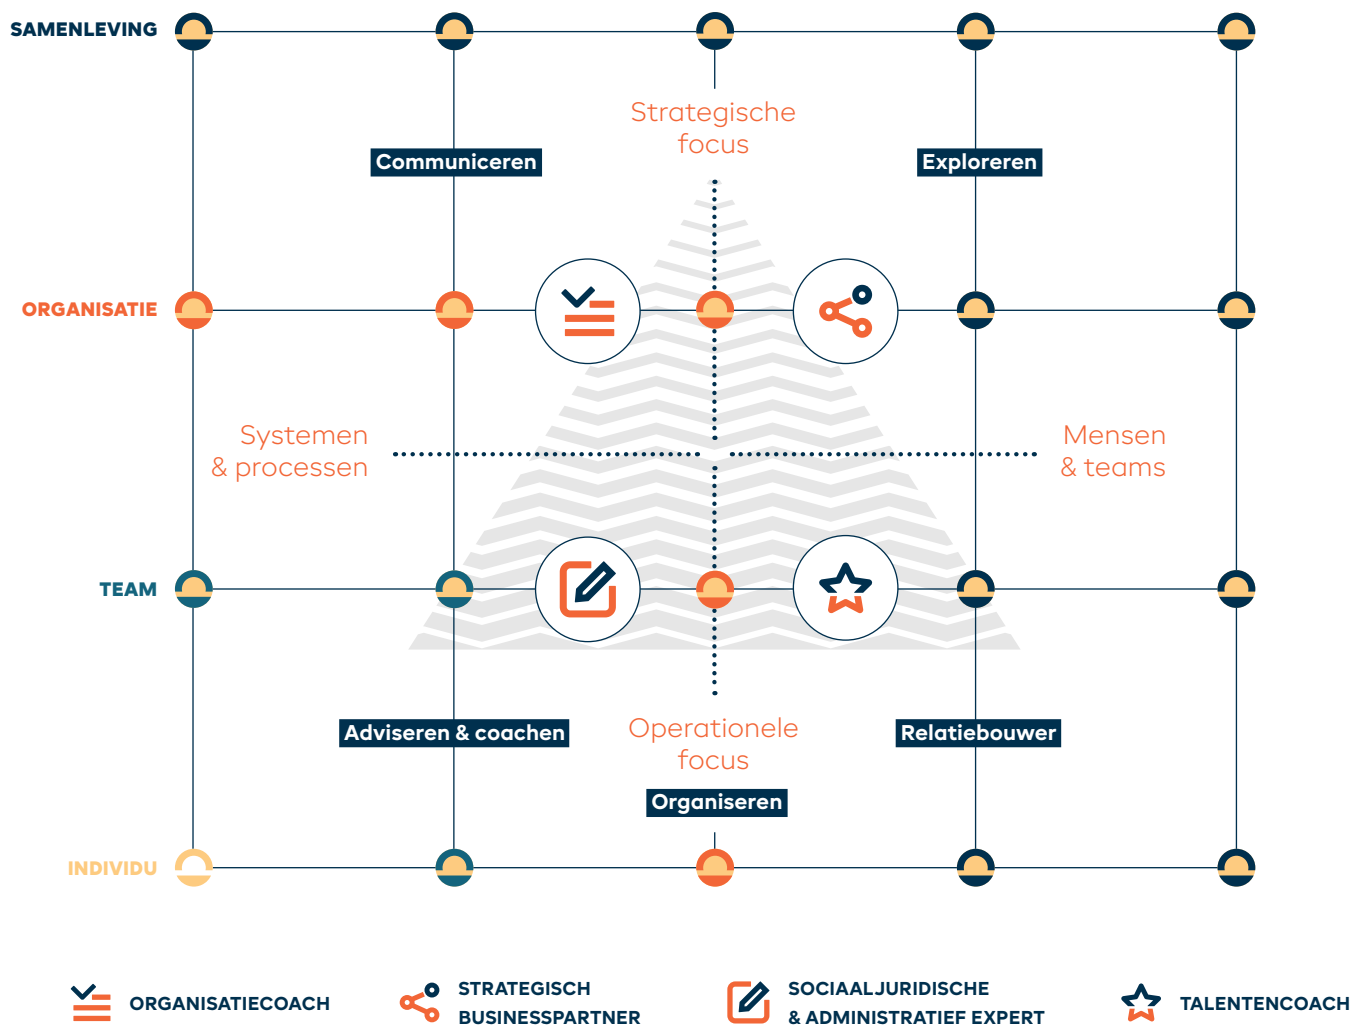 SAMENLEVING
Strategische
focus
Communiceren
Exploreren
ORGANISATIE
Systemen
& processen
Mensen
& teams
TEAM
Adviseren & coachen
Operationele
focus
Relatiebouwer
Organiseren
INDIVIDU
ORGANISATIECOACH
STRATEGISCH
BUSINESSPARTNER
SOCIAALJURIDISCHE
& ADMINISTRATIEF EXPERT
TALENTENCOACH